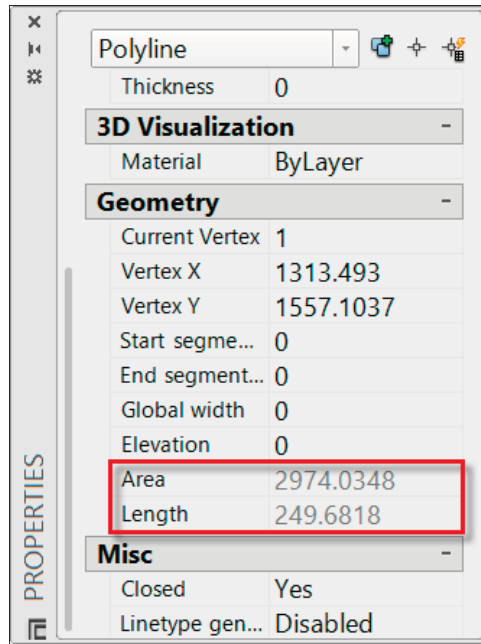 Polyline
Thickness 0
3D Visualization
Material ByLayer
Geometry
Current Vertex 1
Vertex X 1313.493
Vertex Y 1557.1037
Start segme... 0
End segment... 0
Global width 0
Elevation 0
Area 2974.0348
Length 249.6818
Misc
Closed Yes
Linetype gen... Disabled
PROPERTIES